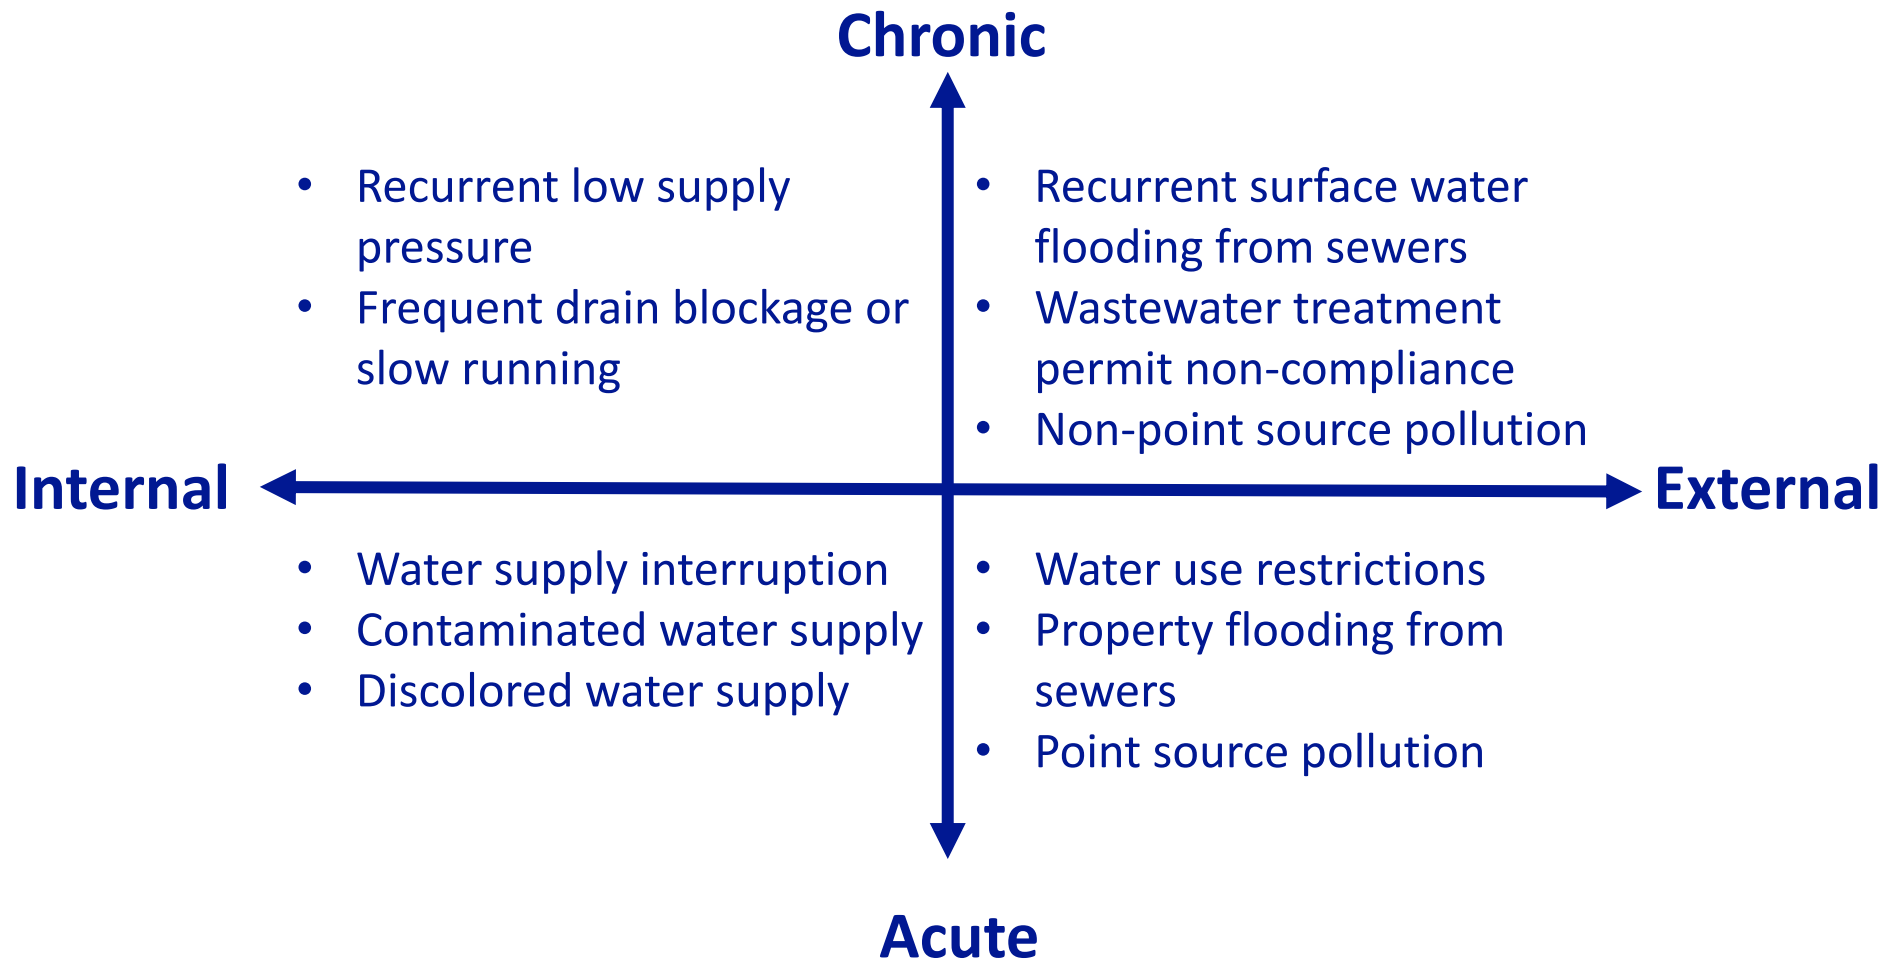 Chronic
• Recurrent low supply
pressure
• Frequent drain blockage or
slow running
• Recurrent surface water
flooding from sewers
• Wastewater treatment
permit non-compliance
• Non-point source pollution
Internal
External
• Water supply interruption
• Contaminated water supply
• Discolored water supply
• Water use restrictions
• Property flooding from
sewers
• Point source pollution
Acute